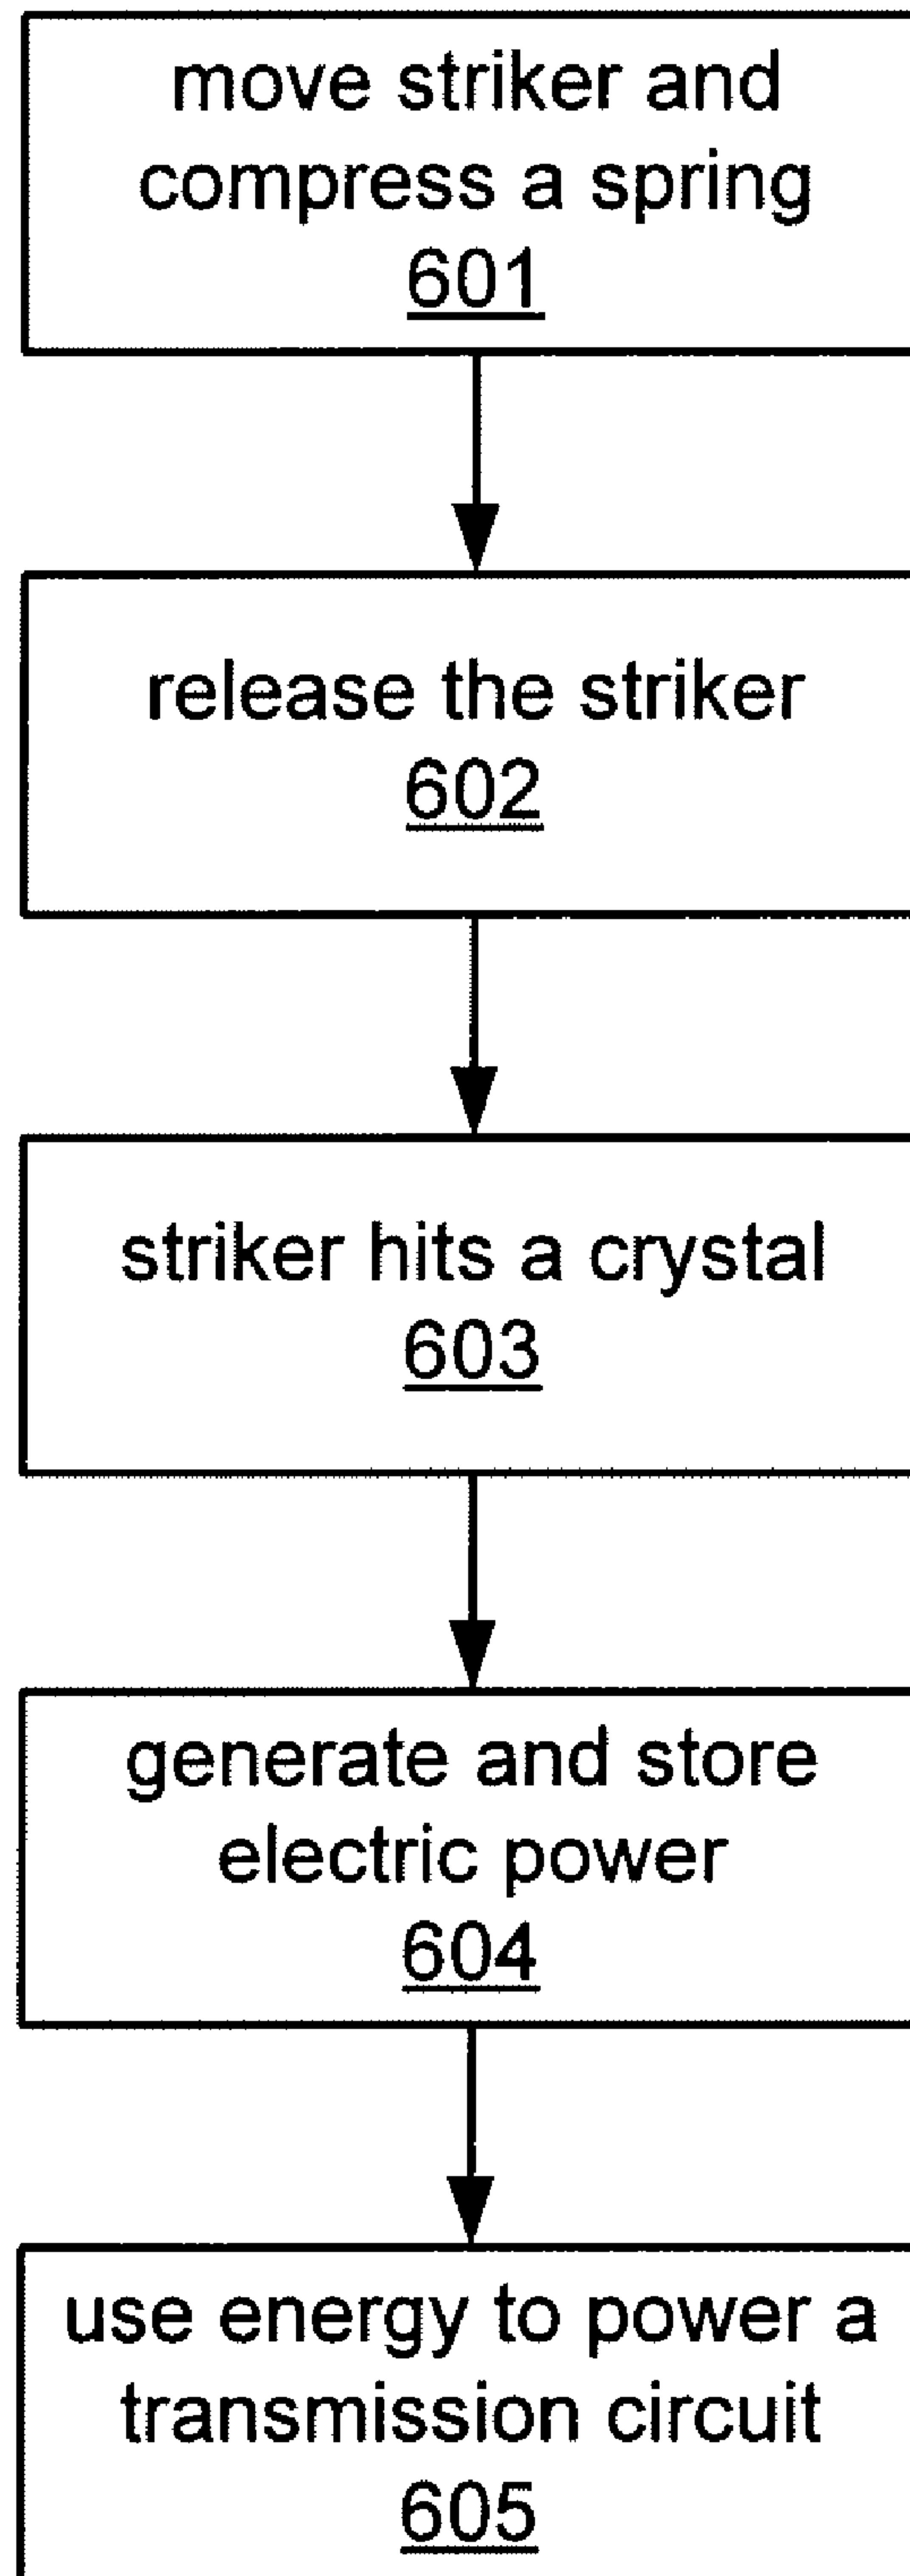 move striker and
compress a spring
601
release the striker
602
striker hits a crystal
603
generate and store
electric power
604
use energy to power a
transmission circuit
605